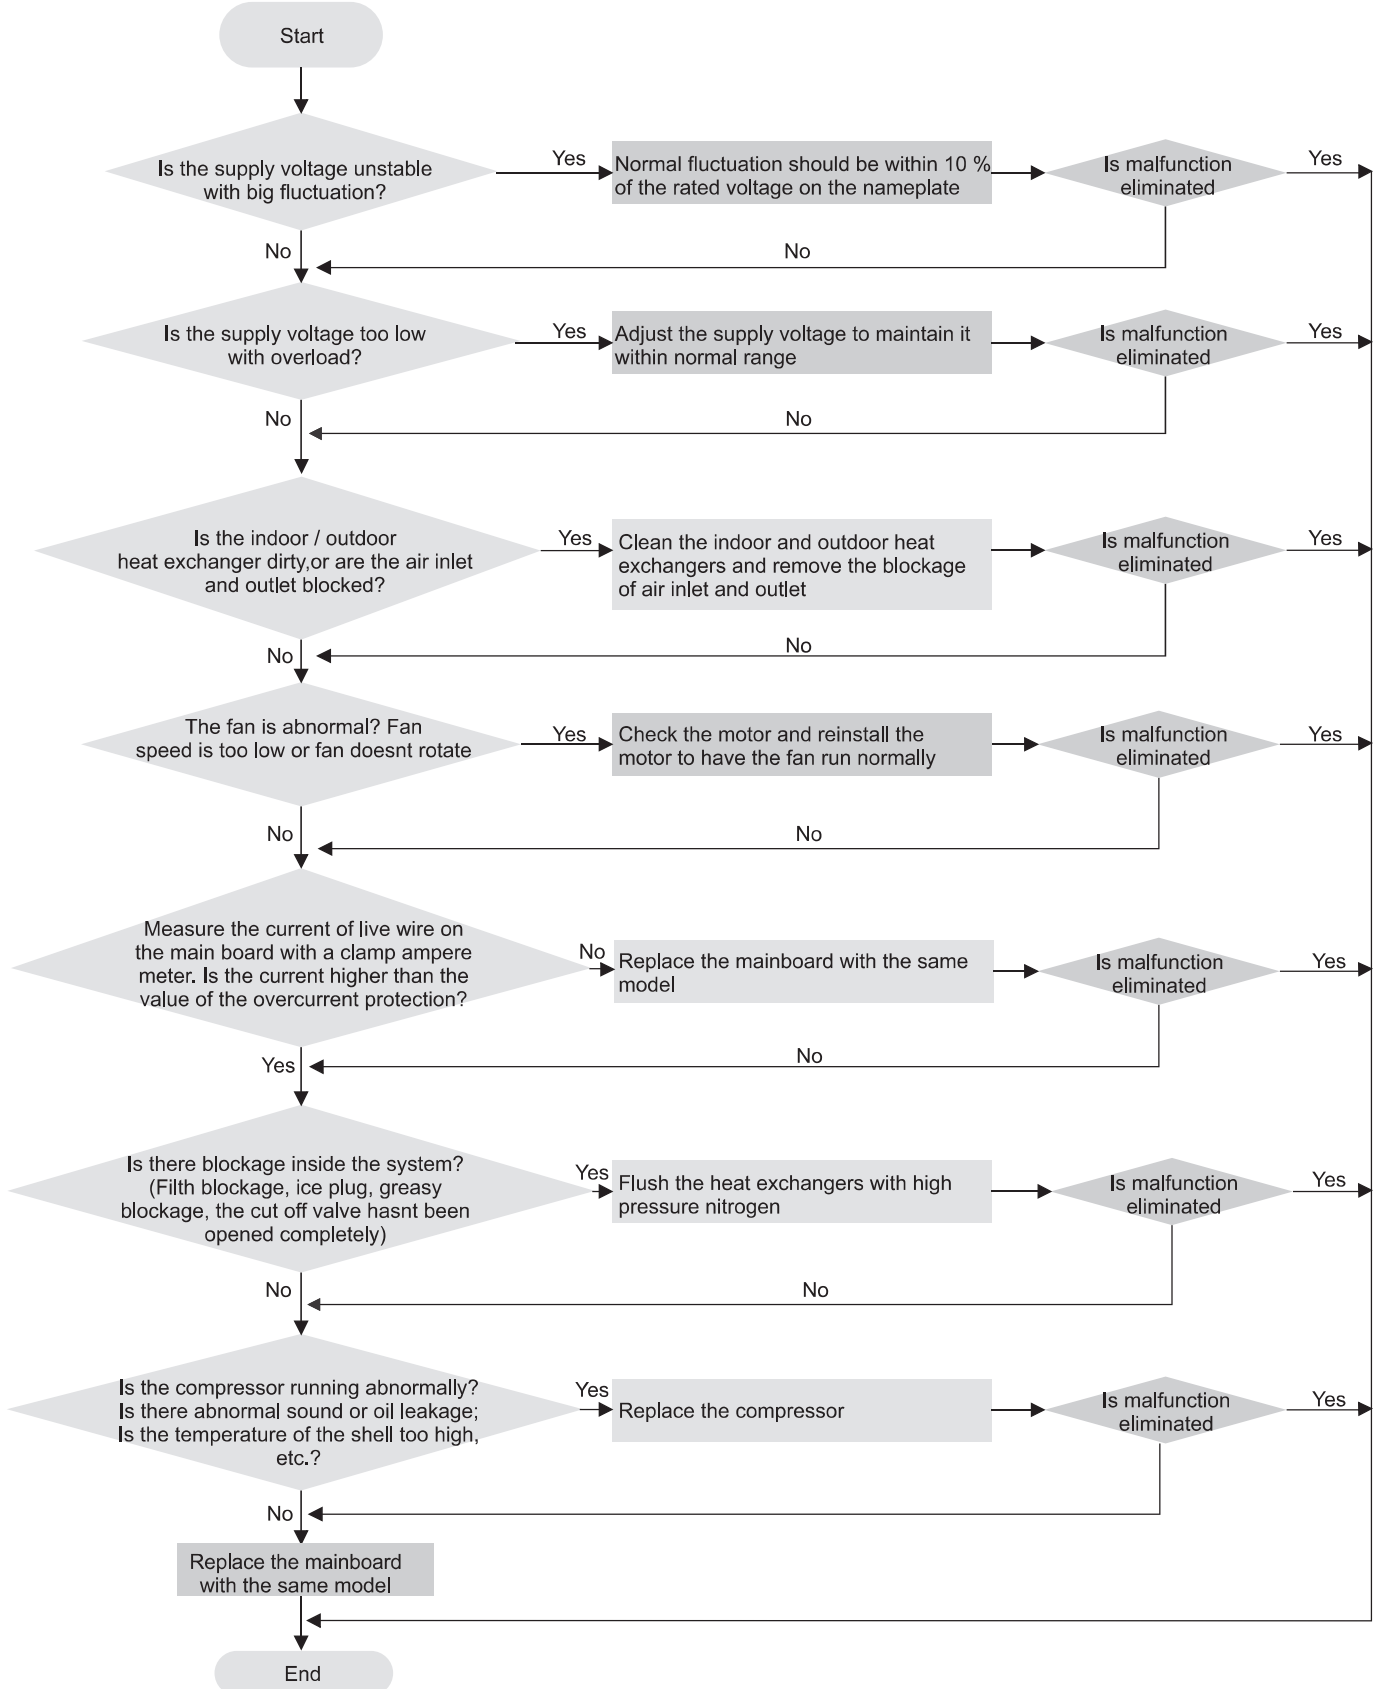 Start
Is the supply voltage unstable
with big fluctuation?
Yes
Normal fluctuation should be within 10 %
of the rated voltage on the nameplate
Is malfunction
eliminated
Yes
No
No
Is the supply voltage too low
with overload?
Yes
Adjust the supply voltage to maintain it
within normal range
Is malfunction
eliminated
Yes
No
No
Is the indoor / outdoor
heat exchanger dirty,or are the air inlet
and outlet blocked?
Yes
Clean the indoor and outdoor heat
exchangers and remove the blockage
of air inlet and outlet
Is malfunction
eliminated
Yes
No
No
The fan is abnormal? Fan
speed is too low or fan doesnt rotate
Yes
Check the motor and reinstall the
motor to have the fan run normally
Is malfunction
eliminated
Yes
No
No
Measure the current of live wire on
the main board with a clamp ampere
meter. Is the current higher than the
value of the overcurrent protection?
No
Replace the mainboard with the same
model
Is malfunction
eliminated
Yes
Yes
No
Is there blockage inside the system?
(Filth blockage, ice plug, greasy
blockage, the cut off valve hasnt been
opened completely)
Yes
Flush the heat exchangers with high
pressure nitrogen
Is malfunction
eliminated
Yes
No
No
Is the compressor running abnormally?
Is there abnormal sound or oil leakage;
Is the temperature of the shell too high,
etc.?
Yes
Replace the compressor
Is malfunction
eliminated
Yes
No
Replace the mainboard
with the same model
End